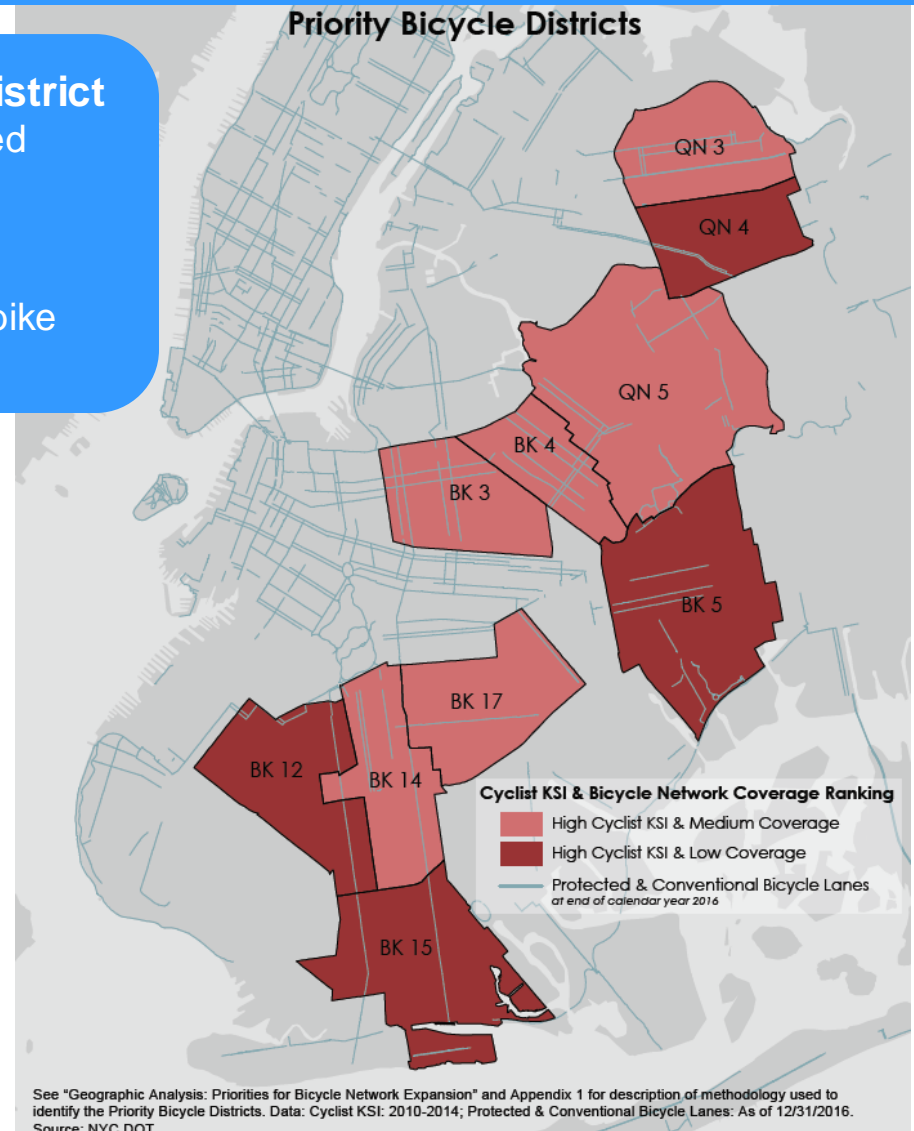 Priority Bicycle Districts
istrict
ed
bike
QN 3
QN 4
QN 5
BK 4
BK 3
BK 5
BK 17
BK 12
BK 14
BK 15
Cyclist KSI & Bicycle Network Coverage Ranking
High Cyclist KSI & Medium Coverage
High Cyclist KSI & Low Coverage
Protected & Conventional Bicycle Lanes
at end of calendar year 2016
See "Geographic Analysis: Priorities for Bicycle Network Expansion" and Appendix 1 for description of methodology used to
identify the Priority Bicycle Districts. Data: Cyclist KSI: 2010-2014; Protected & Conventional Bicycle Lanes: As of 12/31/2016.
Source: NYC DOT